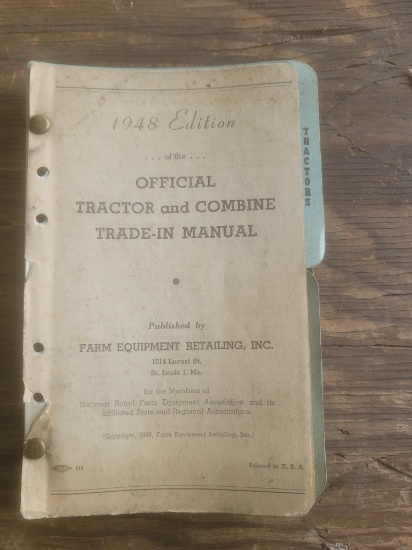 1948 Edition
... of the ...
OFFICIAL
TRACTOR and COMBINE
TRADE-IN MANUAL
Published by
FARM EQUIPMENT RETAILING, INC.
1014 Locust St.
St. Louis 1, Mo.
for the Members of
National Retail Farm Equipment Association and its
affiliated State and Regional Associations.
(Copyright, 1948, Farm Equipment Retailing, Inc.)
Printed in U. S. A.
TRACTORS